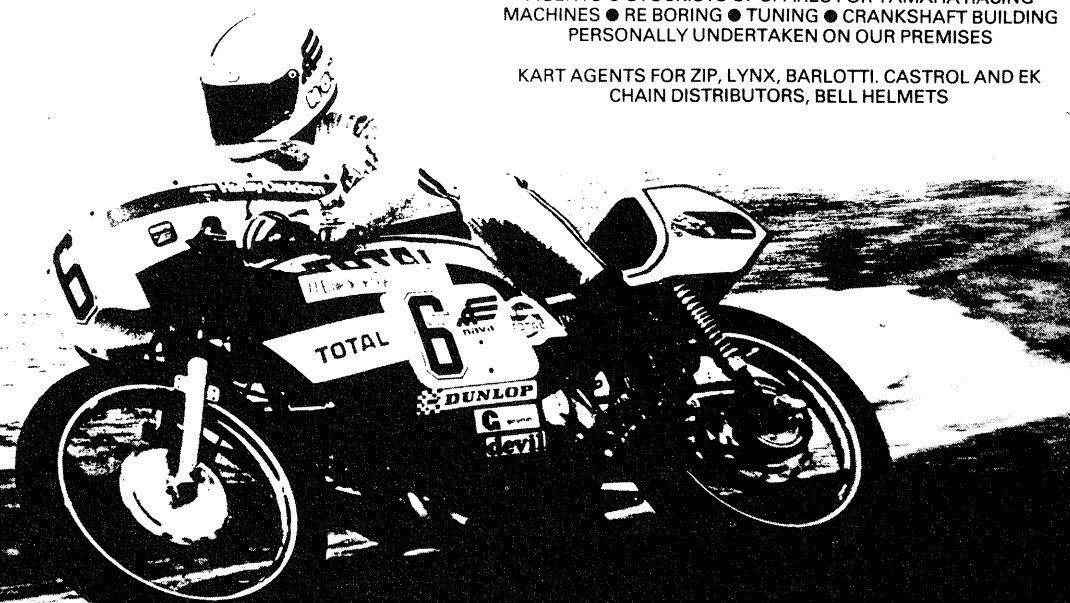 MACHINES ● RE BORING ● TUNING ● CRANKSHAFT BUILDING
PERSONALLY UNDERTAKEN ON OUR PREMISES
KART AGENTS FOR ZIP, LYNX, BARLOTTI. CASTROL AND EK
CHAIN DISTRIBUTORS, BELL HELMETS
6
TOTAL
TOTAL
6
nava
DUNLOP
devil